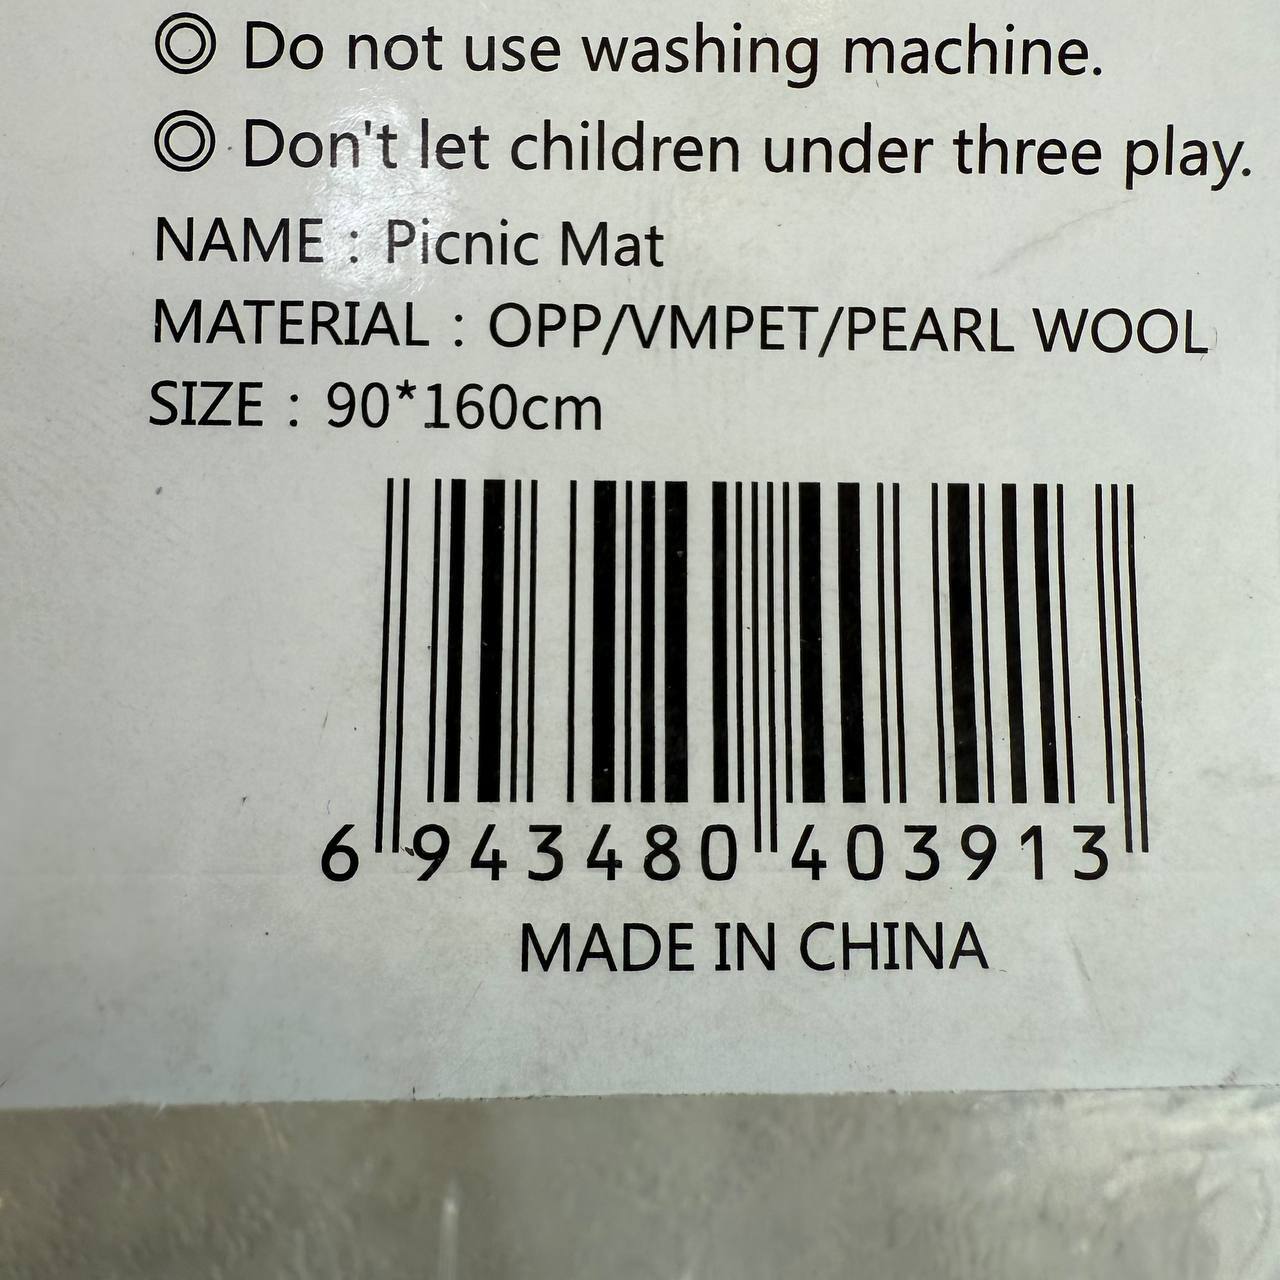 ◎ Do not use washing machine.
◎ Don't let children under three play.
NAME : Picnic Mat
MATERIAL : OPP/VMPET/PEARL WOOL
SIZE : 90*160cm
6 943480 403913
MADE IN CHINA